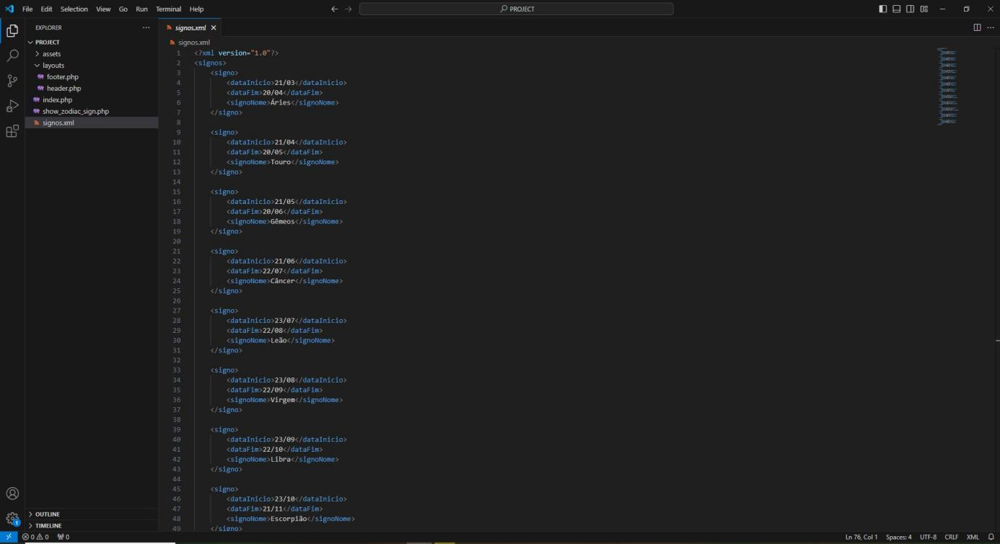 File Edit Selection View Go Run Terminal Help
PROJECT
EXPLORER
PROJECT
assets
layouts
footer.php
header.php
index.php
show_zodiac_sign.php
signos.xml
OUTLINE
TIMELINE
signos.xml
signos.xml
1 <?xml version="1.0"?>
2 <signos>
3 <signo>
4 <dataInicio>21/03</dataInicio>
5 <dataFim>20/04</dataFim>
6 <signoNome>Áries</signoNome>
7 </signo>
8
9 <signo>
10 <dataInicio>21/04</dataInicio>
11 <dataFim>20/05</dataFim>
12 <signoNome>Touro</signoNome>
13 </signo>
14
15 <signo>
16 <dataInicio>21/05</dataInicio>
17 <dataFim>20/06</dataFim>
18 <signoNome>Gêmeos</signoNome>
19 </signo>
20
21 <signo>
22 <dataInicio>21/06</dataInicio>
23 <dataFim>22/07</dataFim>
24 <signoNome>Câncer</signoNome>
25 </signo>
26
27 <signo>
28 <dataInicio>23/07</dataInicio>
29 <dataFim>22/08</dataFim>
30 <signoNome>Leão</signoNome>
31 </signo>
32
33 <signo>
34 <dataInicio>23/08</dataInicio>
35 <dataFim>22/09</dataFim>
36 <signoNome>Virgem</signoNome>
37 </signo>
38
39 <signo>
40 <dataInicio>23/09</dataInicio>
41 <dataFim>22/10</dataFim>
42 <signoNome>Libra</signoNome>
43 </signo>
44
45 <signo>
46 <dataInicio>23/10</dataInicio>
47 <dataFim>21/11</dataFim>
48 <signoNome>Escorpião</signoNome>
49 </signo>
1
0 0 0 Ln 76, Col 1 Spaces: 4 UTF-8 CRLF XML